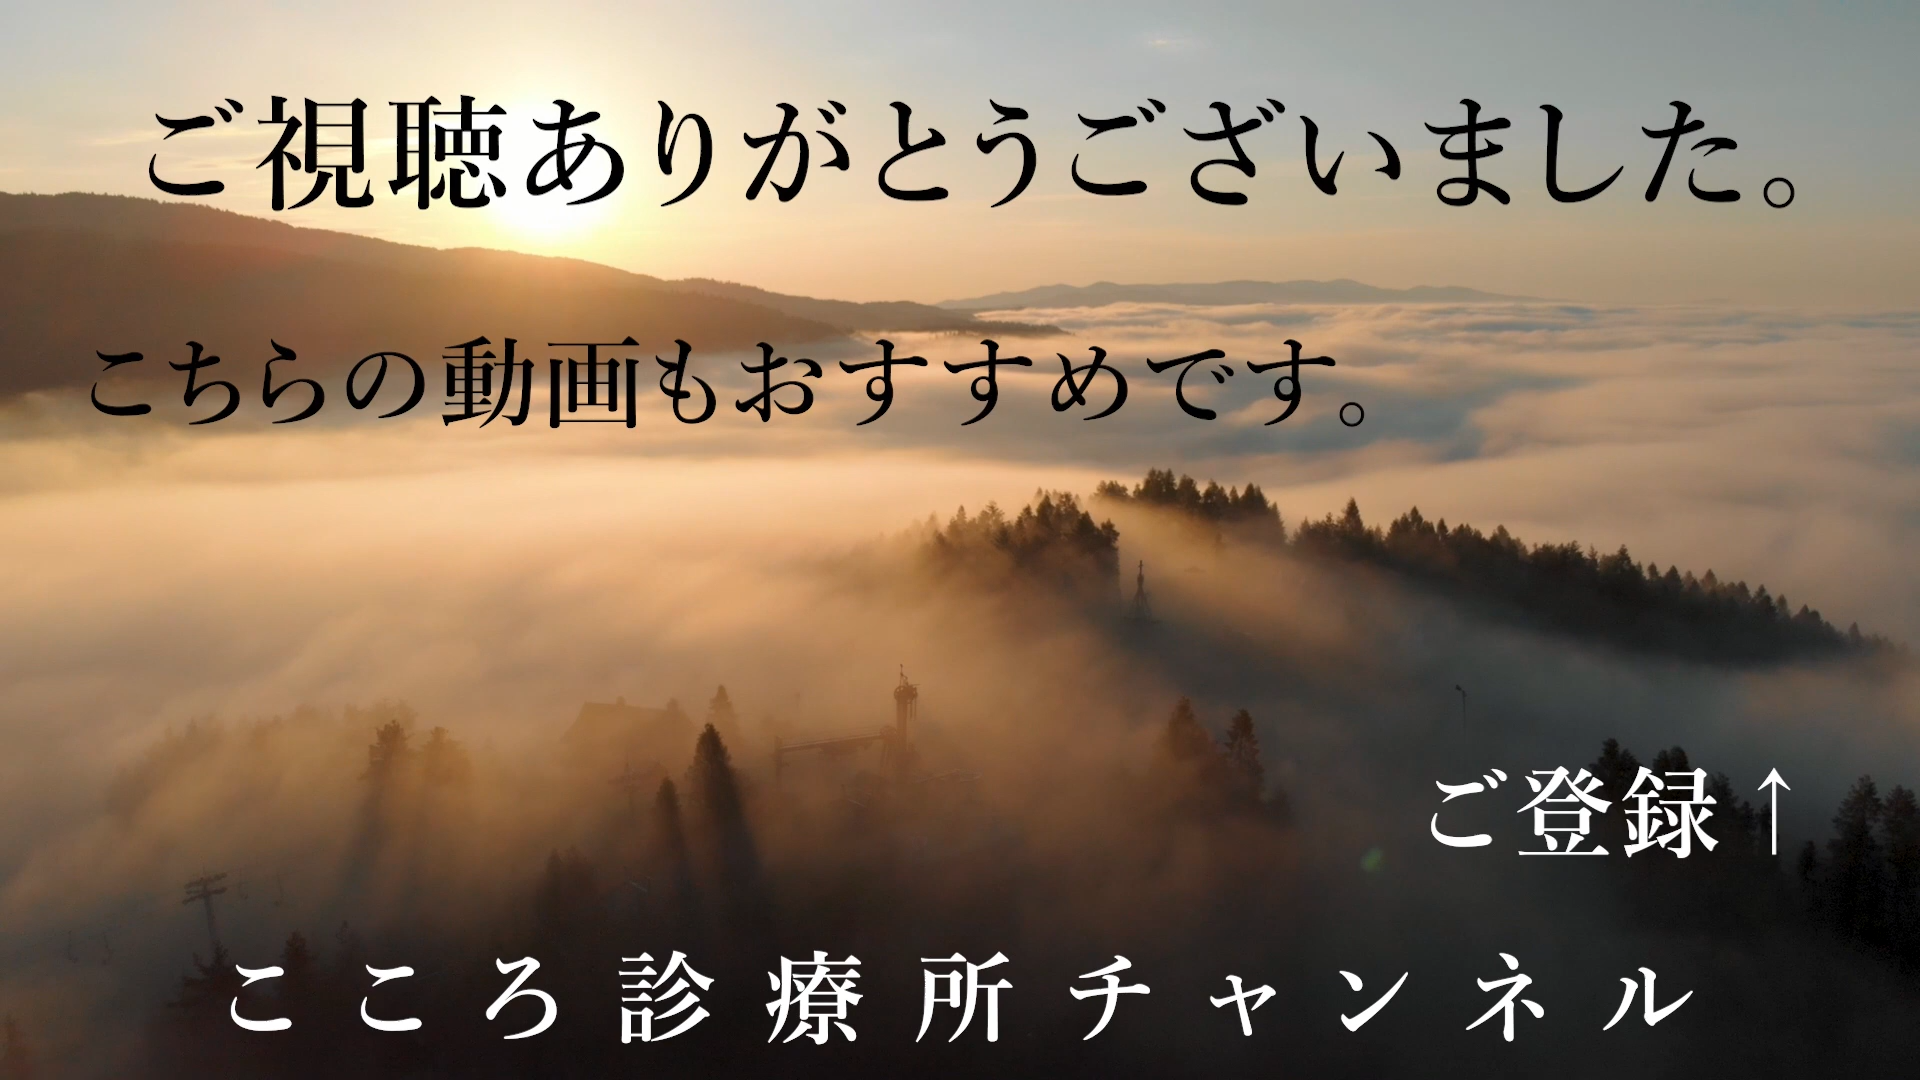 ご視聴ありがとうございました。
こちらの動画もおすすめです。
ご登録↑
こころ診療所チャンネル